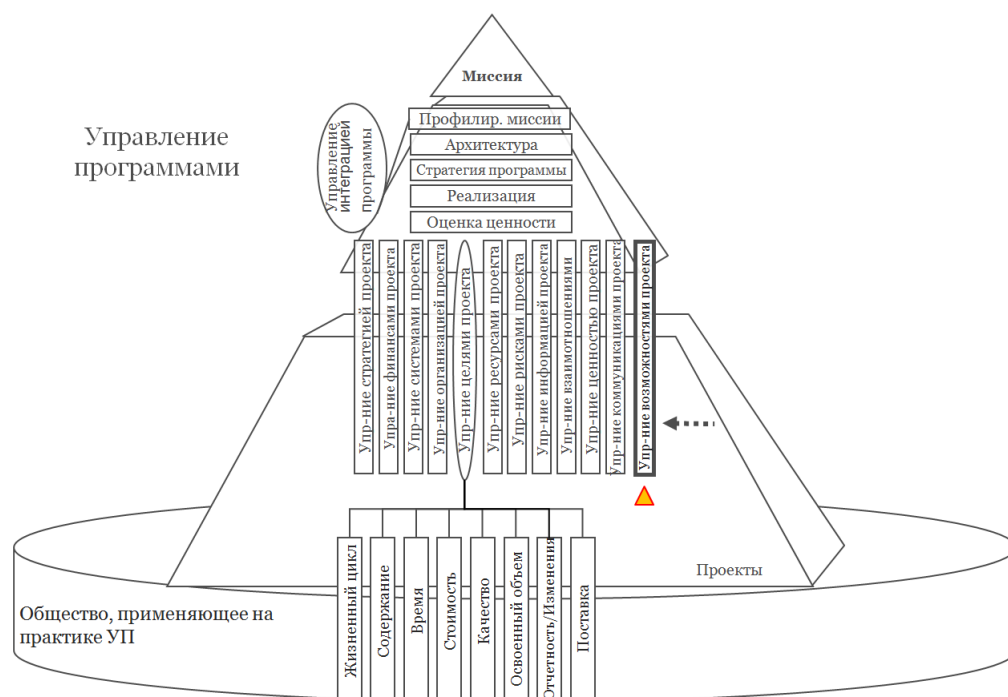 Миссия
Управление
программами
Управление
интеграцией
программы
Профилир. миссии
Архитектура
Стратегия программы
Реализация
Оценка ценности
Упр-ние стратегией проекта
Упра-ние финансами проекта
Упр-ние системами проекта
Упр-ние организацией проекта
Упр-ние целями проекта
Упр-ние ресурсами проекта
Упр-ние рисками проекта
Упр-ние информацией проекта
Упр-ние взаимотношениями
Упр-ние ценностью проекта
Упр-ние коммуникациями проекта
Упр-ние возможностями проекта
Проекты
Общество, применяющее на
практике УП
Жизненный цикл
Содержание
Время
Стоимость
Качество
Освоенный объем
Отчетность/Изменения
Поставка